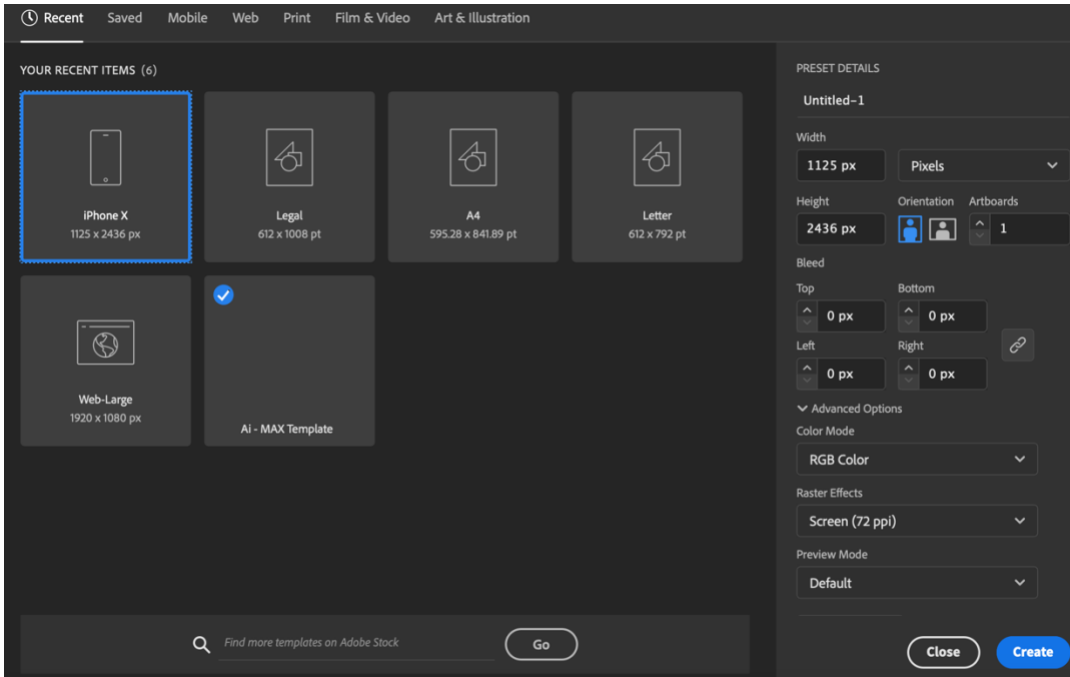 Recent Saved Mobile Web Print Film & Video Art & Illustration
YOUR RECENT ITEMS (6)
iPhone X
1125 x 2436 px
Legal
612 x 1008 pt
A4
595.28 x 841.89 pt
Letter
612 x 792 pt
Web-Large
1920 x 1080 px
Ai - MAX Template
Find more templates on Adobe Stock
Go
PRESET DETAILS
Untitled-1
Width
1125 px Pixels
Height Orientation Artboards
2436 px 1
Bleed
Top Bottom
0 px 0 px
Left Right
0 px 0 px
Advanced Options
Color Mode
RGB Color
Raster Effects
Screen (72 ppi)
Preview Mode
Default
Close Create